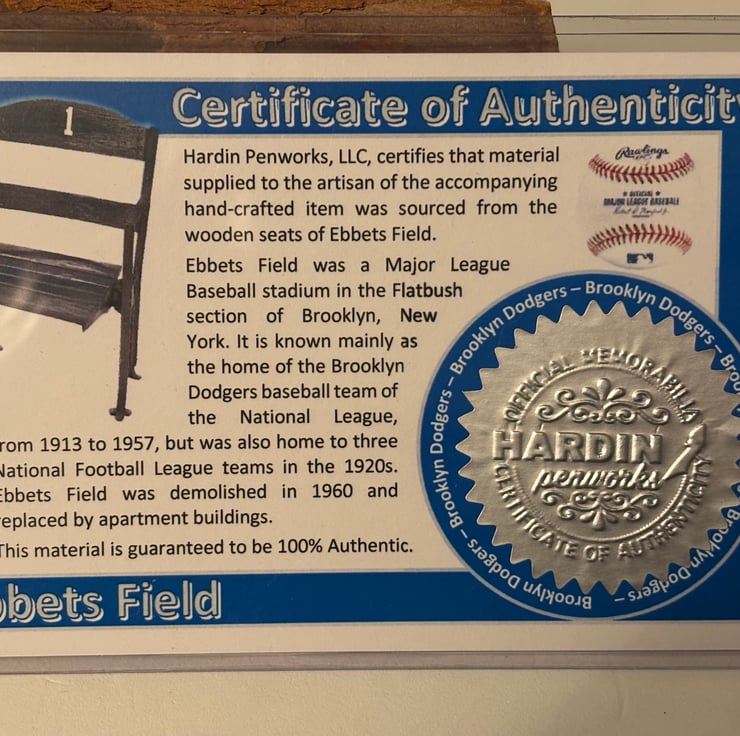 1
Certificate of Authenticity
Hardin Penworks, LLC, certifies that material
supplied to the artisan of the accompanying
hand-crafted item was sourced from the
wooden seats of Ebbets Field.
Ebbets Field was a Major League
Baseball stadium in the Flatbush
section of Brooklyn, New
York. It is known mainly as
the home of the Brooklyn
Dodgers baseball team of
the National League,
rom 1913 to 1957, but was also home to three
National Football League teams in the 1920s.
Ebbets Field was demolished in 1960 and
replaced by apartment buildings.
This material is guaranteed to be 100% Authentic.
bbets Field
Rawlings
OFFICIAL
MAJOR LEAGUE BASEBALL
Brooklyn Dodgers – Brooklyn Dodgers – Brooklyn Dodgers – Brooklyn Dodgers – Broo
Brooklyn Dodgers –
OFFICIAL MEMORABILIA
HARDIN
penworks
CERTIFICATE OF AUTHENTICITY